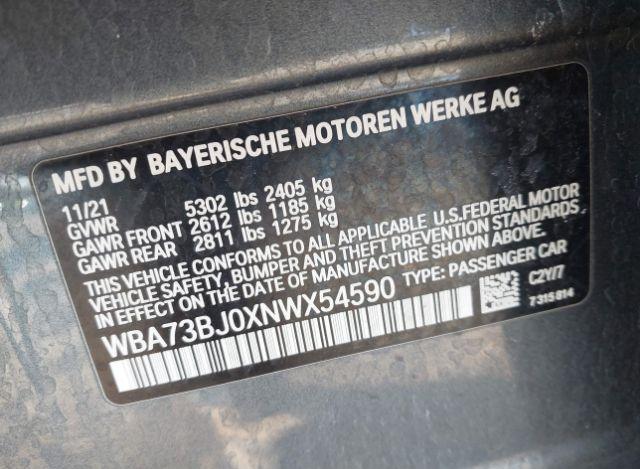 MFD BY BAYERISCHE MOTOREN WERKE AG
11/21
GVWR 5302 lbs 2405 kg
GAWR FRONT 2612 lbs 1185 kg
GAWR REAR 2811 lbs 1275 kg
THIS VEHICLE CONFORMS TO ALL APPLICABLE U.S.FEDERAL MOTOR
VEHICLE SAFETY, BUMPER AND THEFT PREVENTION STANDARDS
IN EFFECT ON THE DATE OF MANUFACTURE SHOWN ABOVE.
WBA73BJ0XNWX54590 TYPE: PASSENGER CAR
C2Y/7
7315814